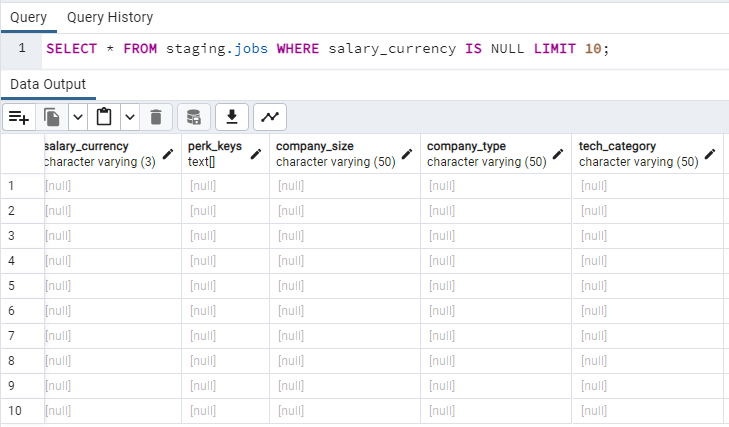 Query Query History
1 SELECT * FROM staging.jobs WHERE salary_currency IS NULL LIMIT 10;
Data Output
salary_currency perk_keys company_size company_type tech_category
character varying (3) text[] character varying (50) character varying (50) character varying (50)
1 [null] [null] [null] [null] [null]
2 [null] [null] [null] [null] [null]
3 [null] [null] [null] [null] [null]
4 [null] [null] [null] [null] [null]
5 [null] [null] [null] [null] [null]
6 [null] [null] [null] [null] [null]
7 [null] [null] [null] [null] [null]
8 [null] [null] [null] [null] [null]
9 [null] [null] [null] [null] [null]
10 [null] [null] [null] [null] [null]